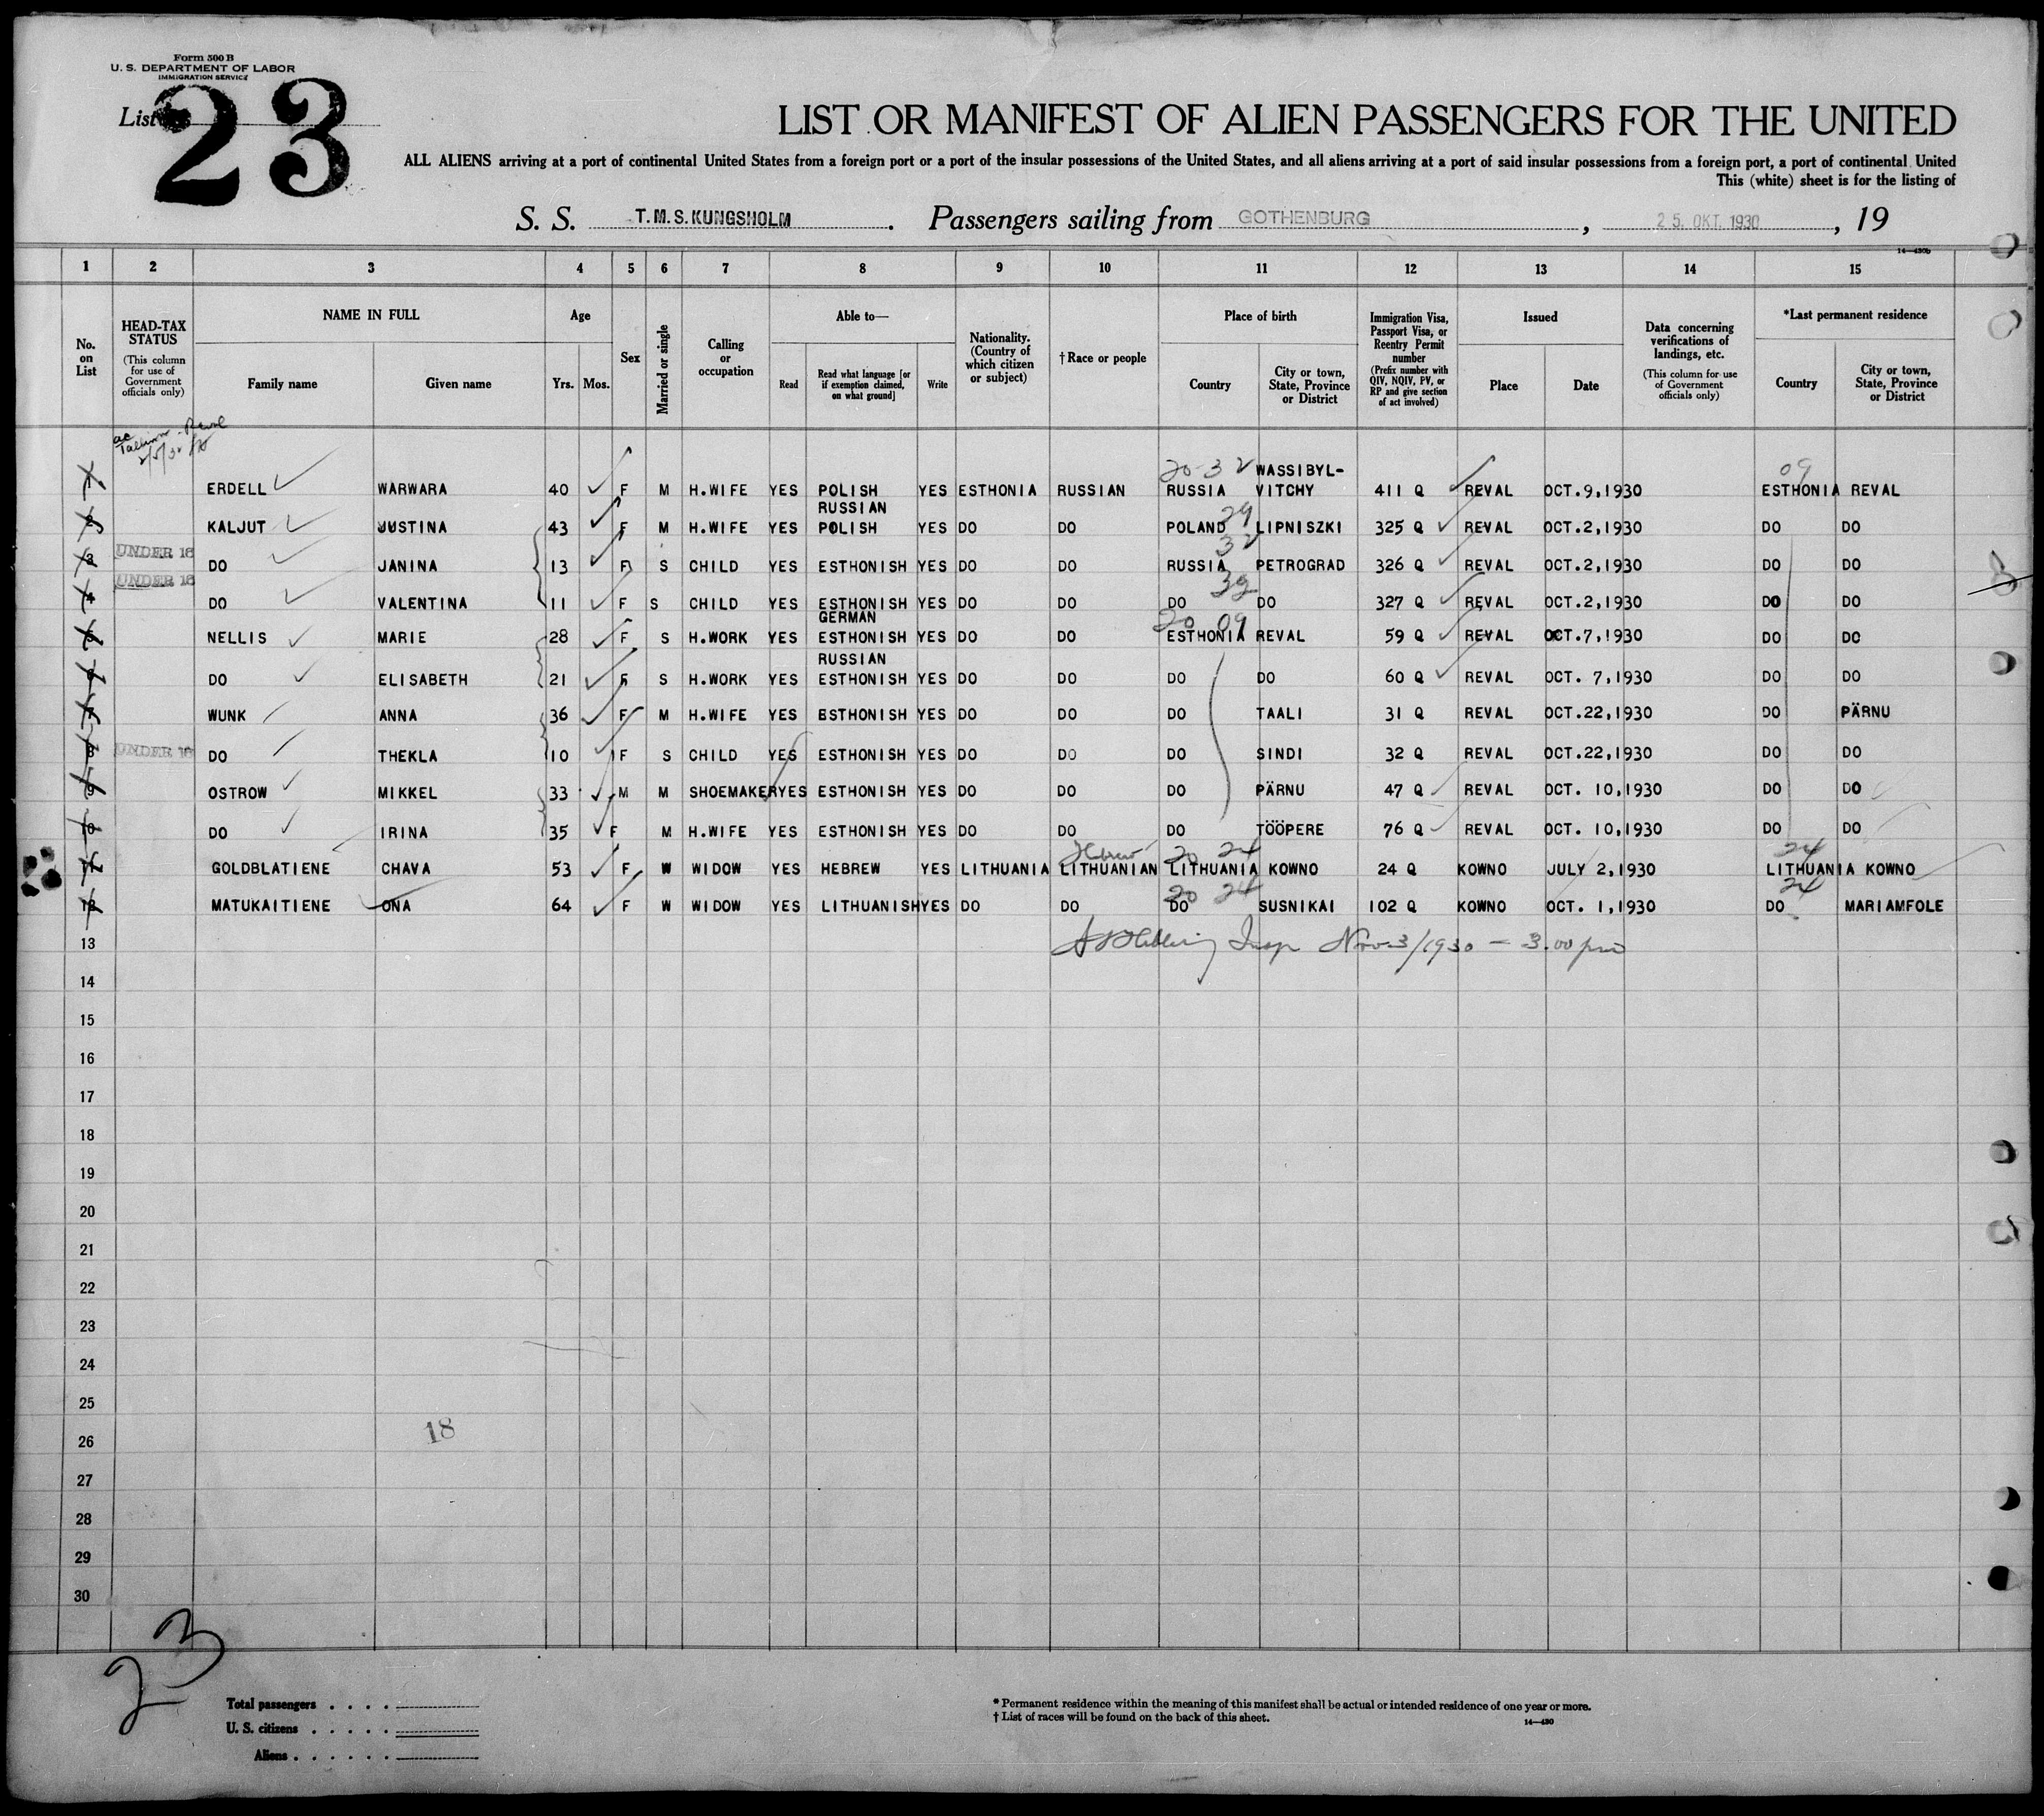 Form 500 B
U. S. DEPARTMENT OF LABOR
IMMIGRATION SERVICE
List 23
LIST OR MANIFEST OF ALIEN PASSENGERS FOR THE UNITED
ALL ALIENS arriving at a port of continental United States from a foreign port or a port of the insular possessions of the United States, and all aliens arriving at a port of said insular possessions from a foreign port, a port of continental United
This (white) sheet is for the listing of
S. S. T.M.S. KUNGSHOLM. Passengers sailing from GOTHENBURG, 25. OKT. 1930, 19
14—430b
1 2 3 4 5 6 7 8 9 10 11 12 13 14 15
No. on List
HEAD-TAX STATUS (This column for use of Government officials only)
NAME IN FULL
Family name Given name
Age
Yrs. Mos.
Sex
Married or single
Calling or occupation
Able to—
Read Read what language [or if exemption claimed, on what ground] Write
Nationality. (Country of which citizen or subject)
† Race or people
Place of birth
Country City or town, State, Province or District
Immigration Visa, Passport Visa, or Reentry Permit number (Prefix number with QIV, NQIV, PV, or RP and give section of act involved)
Issued
Place Date
Data concerning verifications of landings, etc. (This column for use of Government officials only)
*Last permanent residence
Country City or town, State, Province or District
Tallinn - Reval
20-32 WASSIBYL- 09
1 ERDELL WARWARA 40 F M H.WIFE YES POLISH YES ESTHONIA RUSSIAN RUSSIA VITCHY 411 Q REVAL OCT.9,1930 ESTHONIA REVAL
RUSSIAN 29
2 KALJUT JUSTINA 43 F M H.WIFE YES POLISH YES DO DO POLAND LIPNISZKI 325 Q REVAL OCT.2,1930 DO DO
UNDER 16 32
3 DO JANINA 13 F S CHILD YES ESTHONISH YES DO DO RUSSIA PETROGRAD 326 Q REVAL OCT.2,1930 DO DO
UNDER 16 32
4 DO VALENTINA 11 F S CHILD YES ESTHONISH YES DO DO DO DO 327 Q REVAL OCT.2,1930 DO DO
GERMAN 20 09
5 NELLIS MARIE 28 F S H.WORK YES ESTHONISH YES DO DO ESTHONIA REVAL 59 Q REVAL OCT.7,1930 DO DO
RUSSIAN
6 DO ELISABETH 21 F S H.WORK YES ESTHONISH YES DO DO DO DO 60 Q REVAL OCT. 7,1930 DO DO
7 WUNK ANNA 36 F M H.WIFE YES ESTHONISH YES DO DO DO TAALI 31 Q REVAL OCT.22,1930 DO PÄRNU
8 UNDER 16 DO THEKLA 10 F S CHILD YES ESTHONISH YES DO DO DO SINDI 32 Q REVAL OCT.22,1930 DO DO
9 OSTROW MIKKEL 33 M M SHOEMAKER YES ESTHONISH YES DO DO DO PÄRNU 47 Q REVAL OCT. 10,1930 DO DO
10 DO IRINA 35 F M H.WIFE YES ESTHONISH YES DO DO DO TÖÖPERE 76 Q REVAL OCT. 10,1930 DO DO
Hebrew 20 24 24
11 GOLDBLATIENE CHAVA 53 F W WIDOW YES HEBREW YES LITHUANIA LITHUANIAN LITHUANIA KOWNO 24 Q KOWNO JULY 2,1930 LITHUANIA KOWNO
20 24 24
12 MATUKAITIENE ONA 64 F W WIDOW YES LITHUANISH YES DO DO DO SUSNIKAI 102 Q KOWNO OCT. 1,1930 DO MARIAMFOLE
13 Insp Nov 3/1930 — 3.00 pm
14
15
16
17
18
19
20
21
22
23
24
25
26 18
27
28
29
30
23
Total passengers . . . .
U. S. citizens . . . . .
Aliens . . . . . .
* Permanent residence within the meaning of this manifest shall be actual or intended residence of one year or more.
† List of races will be found on the back of this sheet.
14—430